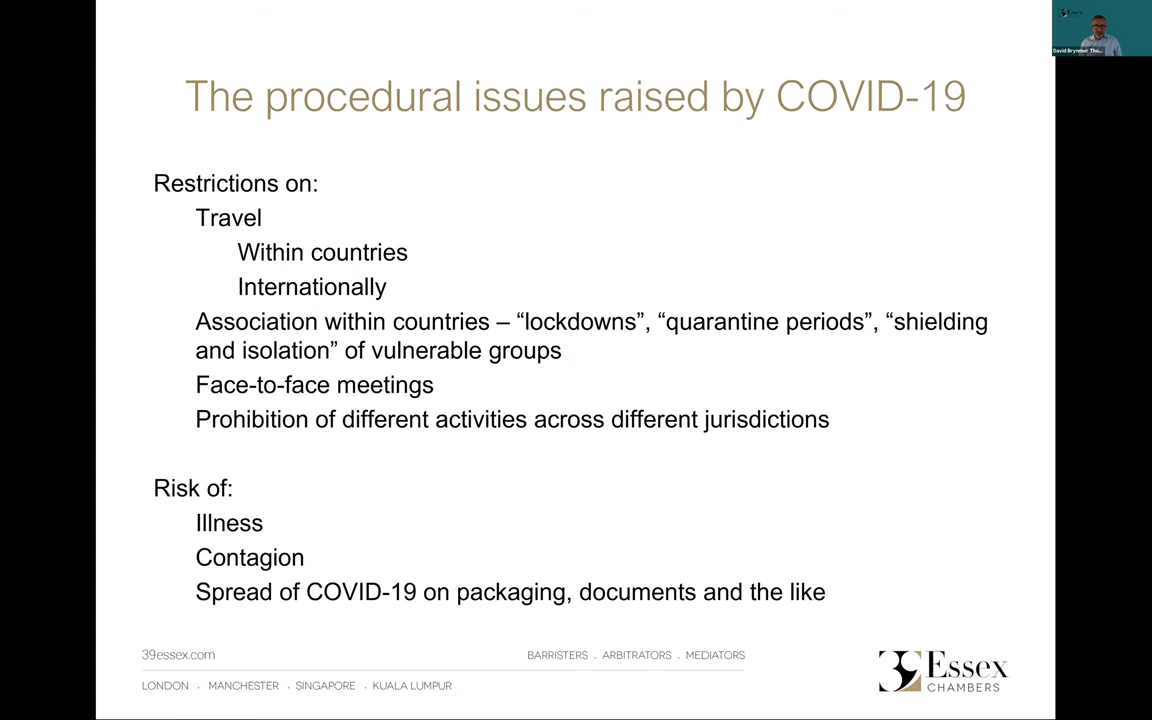 The procedural issues raised by COVID-19
Restrictions on:
Travel
Within countries
Internationally
Association within countries – “lockdowns”, “quarantine periods”, “shielding
and isolation” of vulnerable groups
Face-to-face meetings
Prohibition of different activities across different jurisdictions
Risk of:
Illness
Contagion
Spread of COVID-19 on packaging, documents and the like
39essex.com
BARRISTERS . ARBITRATORS . MEDIATORS
LONDON . MANCHESTER . SINGAPORE . KUALA LUMPUR
39 Essex
CHAMBERS
39 Essex
David Brynmor Tho...